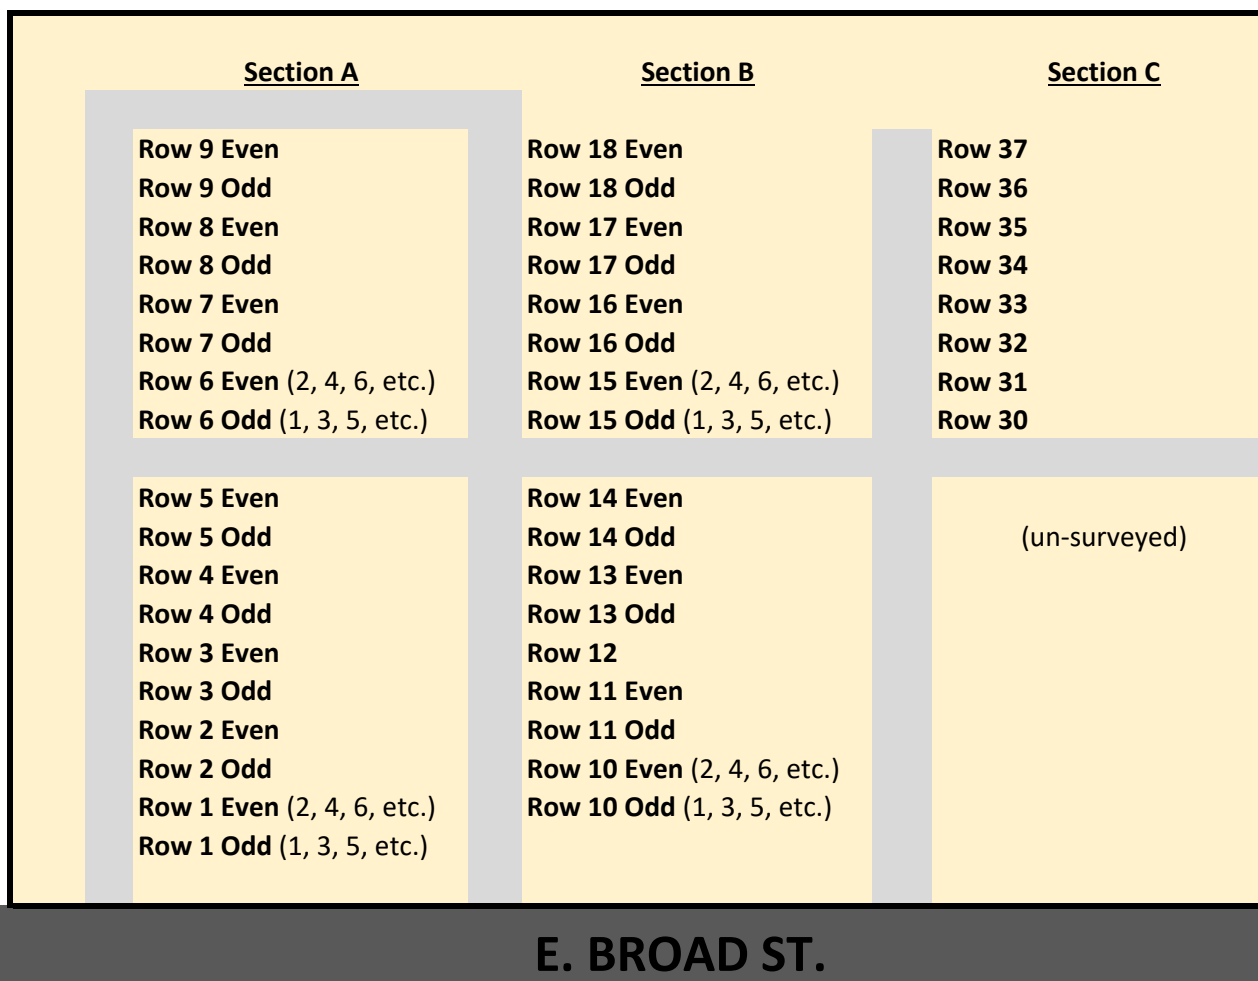 Section A
Section B
Section C
Row 9 Even
Row 9 Odd
Row 8 Even
Row 8 Odd
Row 7 Even
Row 7 Odd
Row 6 Even (2, 4, 6, etc.)
Row 6 Odd (1, 3, 5, etc.)
Row 5 Even
Row 5 Odd
Row 4 Even
Row 4 Odd
Row 3 Even
Row 3 Odd
Row 2 Even
Row 2 Odd
Row 1 Even (2, 4, 6, etc.)
Row 1 Odd (1, 3, 5, etc.)
Row 18 Even
Row 18 Odd
Row 17 Even
Row 17 Odd
Row 16 Even
Row 16 Odd
Row 15 Even (2, 4, 6, etc.)
Row 15 Odd (1, 3, 5, etc.)
Row 14 Even
Row 14 Odd
Row 13 Even
Row 13 Odd
Row 12
Row 11 Even
Row 11 Odd
Row 10 Even (2, 4, 6, etc.)
Row 10 Odd (1, 3, 5, etc.)
Row 37
Row 36
Row 35
Row 34
Row 33
Row 32
Row 31
Row 30
(un-surveyed)
E. BROAD ST.